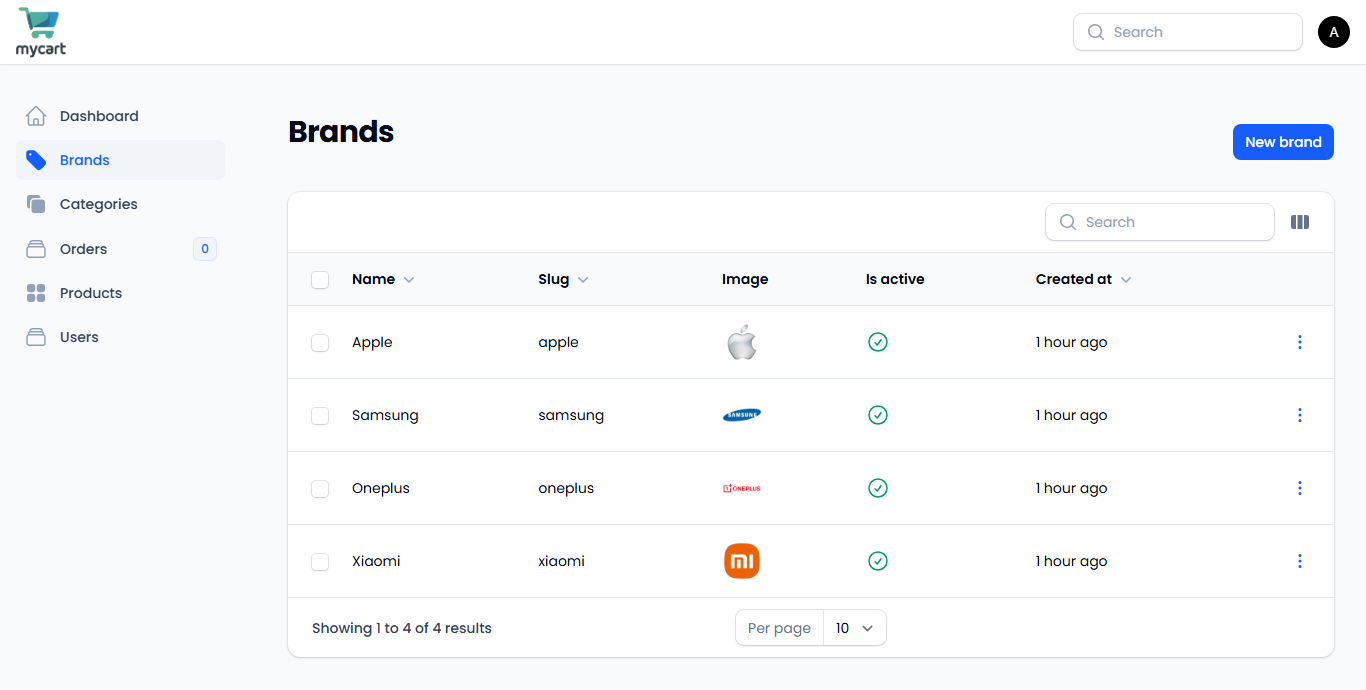 mycart
Search
A
Dashboard
Brands
Categories
Orders 0
Products
Users
Brands
New brand
Search
Name Slug Image Is active Created at
Apple apple 1 hour ago
Samsung samsung SAMSUNG 1 hour ago
Oneplus oneplus 1 ONEPLUS 1 hour ago
Xiaomi xiaomi mi 1 hour ago
Showing 1 to 4 of 4 results Per page 10